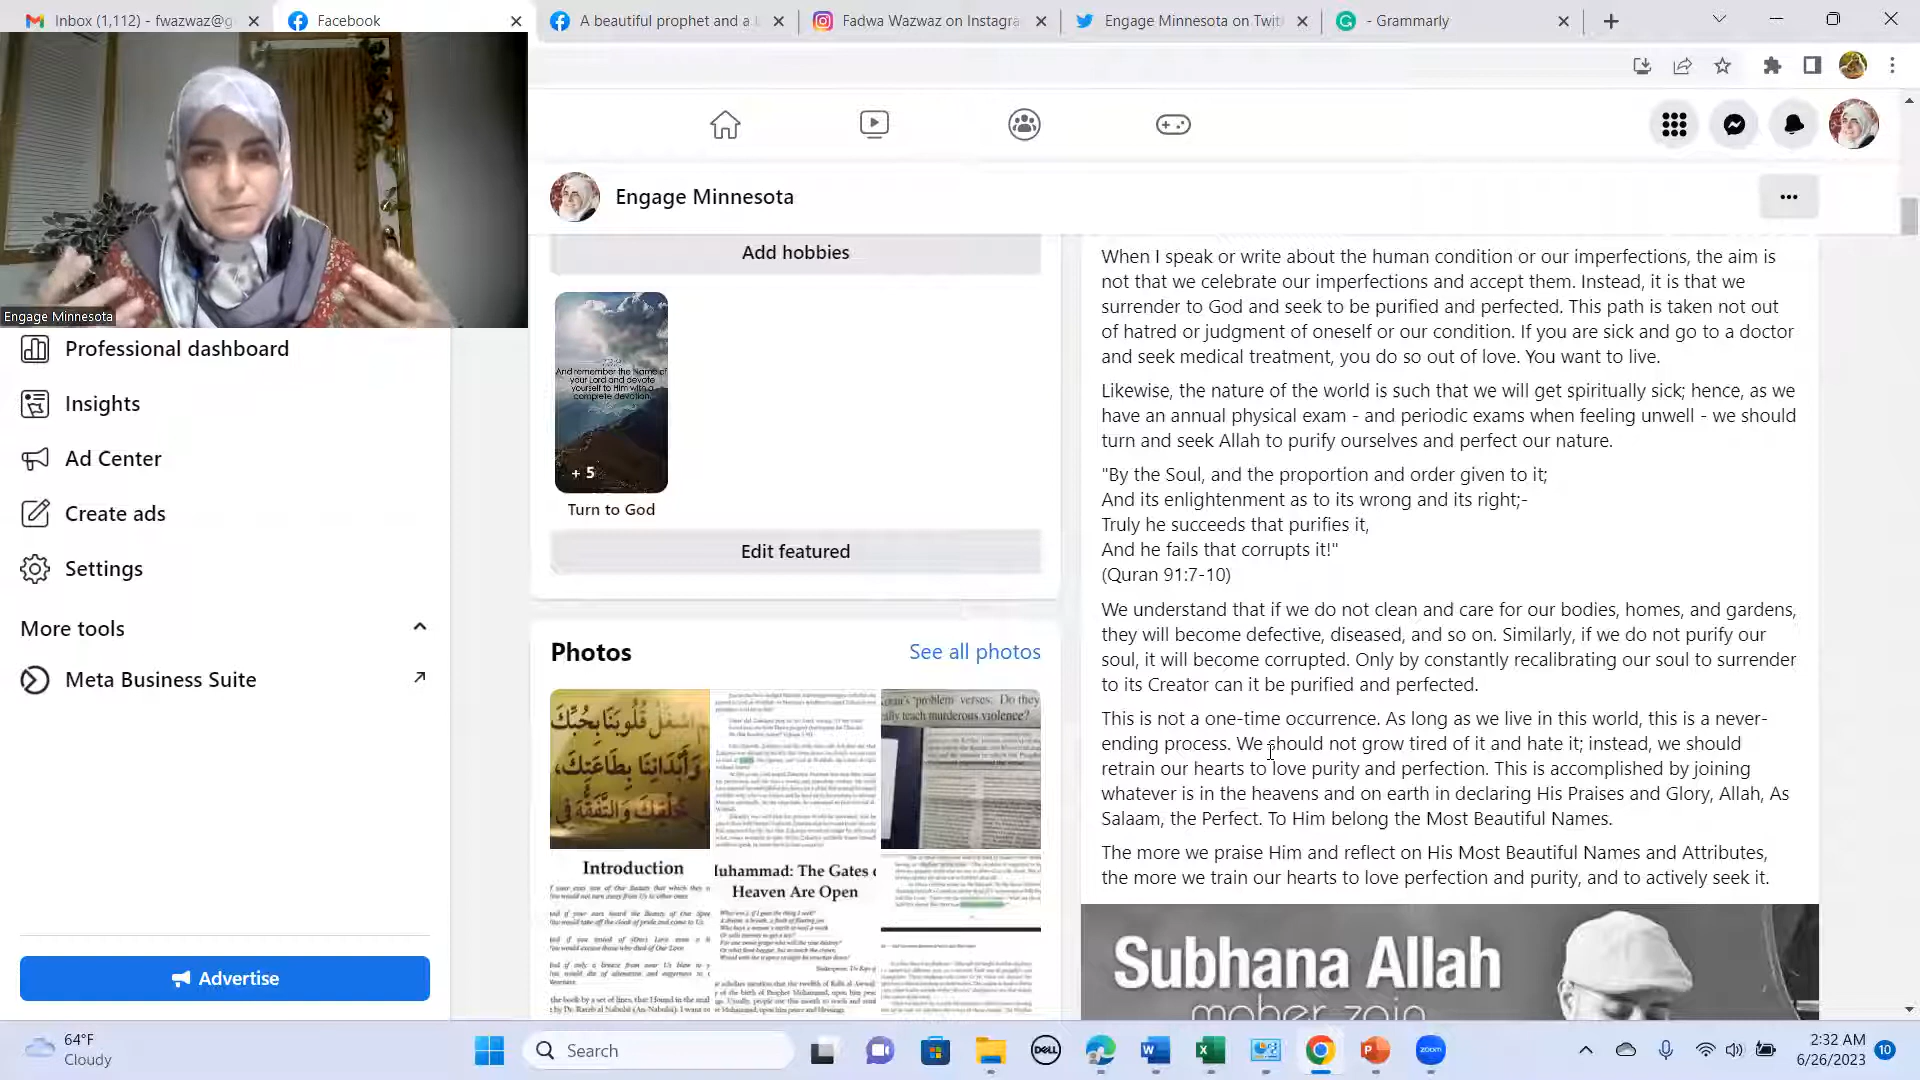 Inbox (1,112) - fwazwaz@g
Facebook
A beautiful prophet and a l
Fadwa Wazwaz on Instagra
Engage Minnesota on Twit
- Grammarly
Engage Minnesota
Engage Minnesota
Professional dashboard
Insights
Ad Center
Create ads
Settings
More tools
Meta Business Suite
Advertise
Add hobbies
And remember the Name of
your Lord and devote
yourself to Him with a
complete devotion.
+ 5
Turn to God
Edit featured
Photos
See all photos
قُلُوبَنَا بِحُبِّكَ
وَأَبْدَانَنَا بِطَاعَتِكَ،
Introduction
uhammad: The Gates
Heaven Are Open
problem verses: Do they
teach murderous violence?
When I speak or write about the human condition or our imperfections, the aim is
not that we celebrate our imperfections and accept them. Instead, it is that we
surrender to God and seek to be purified and perfected. This path is taken not out
of hatred or judgment of oneself or our condition. If you are sick and go to a doctor
and seek medical treatment, you do so out of love. You want to live.
Likewise, the nature of the world is such that we will get spiritually sick; hence, as we
have an annual physical exam - and periodic exams when feeling unwell - we should
turn and seek Allah to purify ourselves and perfect our nature.
"By the Soul, and the proportion and order given to it;
And its enlightenment as to its wrong and its right;-
Truly he succeeds that purifies it,
And he fails that corrupts it!"
(Quran 91:7-10)
We understand that if we do not clean and care for our bodies, homes, and gardens,
they will become defective, diseased, and so on. Similarly, if we do not purify our
soul, it will become corrupted. Only by constantly recalibrating our soul to surrender
to its Creator can it be purified and perfected.
This is not a one-time occurrence. As long as we live in this world, this is a never-
ending process. We should not grow tired of it and hate it; instead, we should
retrain our hearts to love purity and perfection. This is accomplished by joining
whatever is in the heavens and on earth in declaring His Praises and Glory, Allah, As
Salaam, the Perfect. To Him belong the Most Beautiful Names.
The more we praise Him and reflect on His Most Beautiful Names and Attributes,
the more we train our hearts to love perfection and purity, and to actively seek it.
Subhana Allah
maher zain
64°F
Cloudy
Search
DELL
zoom
2:32 AM
6/26/2023
10